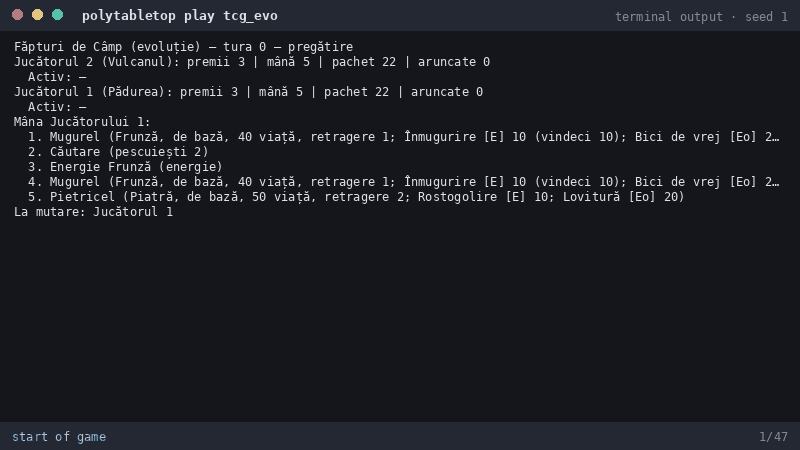 polytabletop play tcg_evo
terminal output · seed 1
Făpturi de Câmp (evoluție) — tura 0 — pregătire
Jucătorul 2 (Vulcanul): premii 3 | mână 5 | pachet 22 | aruncate 0
Activ: —
Jucătorul 1 (Pădurea): premii 3 | mână 5 | pachet 22 | aruncate 0
Activ: —
Mâna Jucătorului 1:
1. Mugurel (Frunză, de bază, 40 viață, retragere 1; Înmugurire [E] 10 (vindeci 10); Bici de vrej [Eo] 2…
2. Căutare (pescuiești 2)
3. Energie Frunză (energie)
4. Mugurel (Frunză, de bază, 40 viață, retragere 1; Înmugurire [E] 10 (vindeci 10); Bici de vrej [Eo] 2…
5. Pietricel (Piatră, de bază, 50 viață, retragere 2; Rostogolire [E] 10; Lovitură [Eo] 20)
La mutare: Jucătorul 1
start of game
1/47